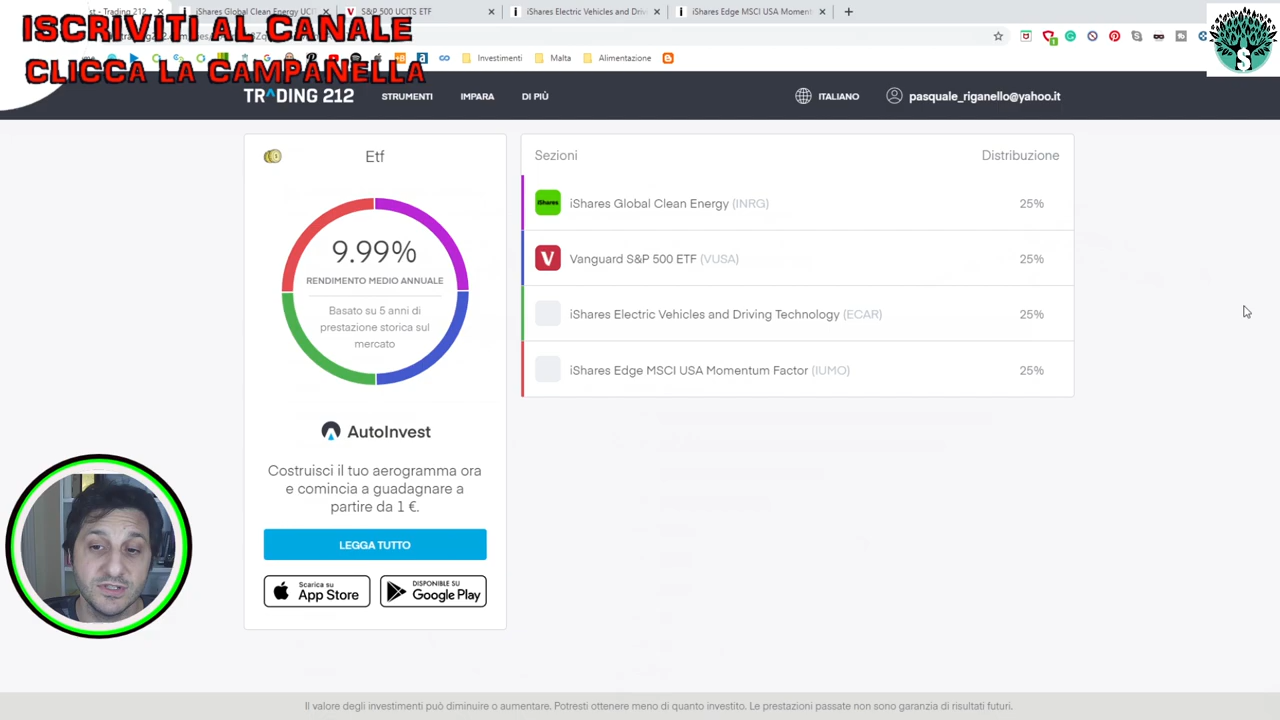 ISCRIVITI AL CANALE
CLICCA LA CAMPANELLA
st - Trading 212
iShares Global Clean Energy UCI
S&P 500 UCITS ETF
iShares Electric Vehicles and Driv
iShares Edge MSCI USA Momen
Investimenti
Malta
Alimentazione
TRADING 212
STRUMENTI
IMPARA
DI PIÙ
ITALIANO
pasquale_riganello@yahoo.it
Etf
9.99%
RENDIMENTO MEDIO ANNUALE
Basato su 5 anni di
prestazione storica sul
mercato
AutoInvest
Costruisci il tuo aerogramma ora
e comincia a guadagnare a
partire da 1 €.
LEGGA TUTTO
Scarica su
App Store
DISPONIBILE SU
Google Play
Sezioni
Distribuzione
iShares
iShares Global Clean Energy (INRG)
25%
V
Vanguard S&P 500 ETF (VUSA)
25%
iShares Electric Vehicles and Driving Technology (ECAR)
25%
iShares Edge MSCI USA Momentum Factor (IUMO)
25%
Il valore degli investimenti può diminuire o aumentare. Potresti ottenere meno di quanto investito. Le prestazioni passate non sono garanzia di risultati futuri.